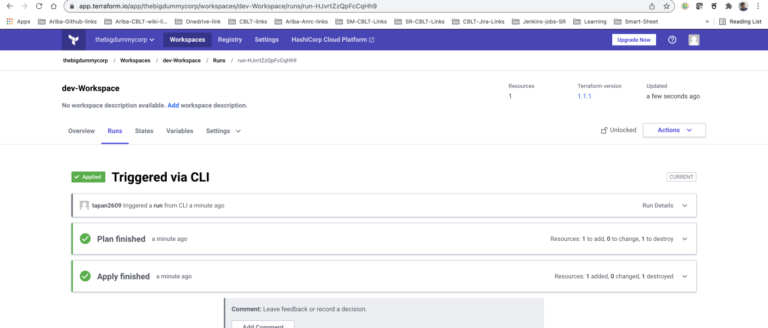 app.terraform.io/app/thebigdummycorp/workspaces/dev-Workspace/runs/run-HJvrtZzQpFcCqHh9
Apps Ariba-Github-links Ariba-CBLT-wiki-li... Onedrive-link CBLT-links Ariba-Anrc-links SM-CBLT-Links SR-CBLT-Links CBLT-Jira-Links Jenkins-jobs-SR Learning Smart-Sheet » Reading List
thebigdummycorp Workspaces Registry Settings HashiCorp Cloud Platform Upgrade Now
thebigdummycorp / Workspaces / dev-Workspace / Runs / run-HJvrtZzQpFcCqHh9
dev-Workspace
No workspace description available. Add workspace description.
Resources
1
Terraform version
1.1.1
Updated
a few seconds ago
Overview Runs States Variables Settings
Unlocked
Actions
Applied Triggered via CLI CURRENT
tapan2609 triggered a run from CLI a minute ago Run Details
Plan finished a minute ago Resources: 1 to add, 0 to change, 1 to destroy
Apply finished a minute ago Resources: 1 added, 0 changed, 1 destroyed
Comment: Leave feedback or record a decision.
Add Comment